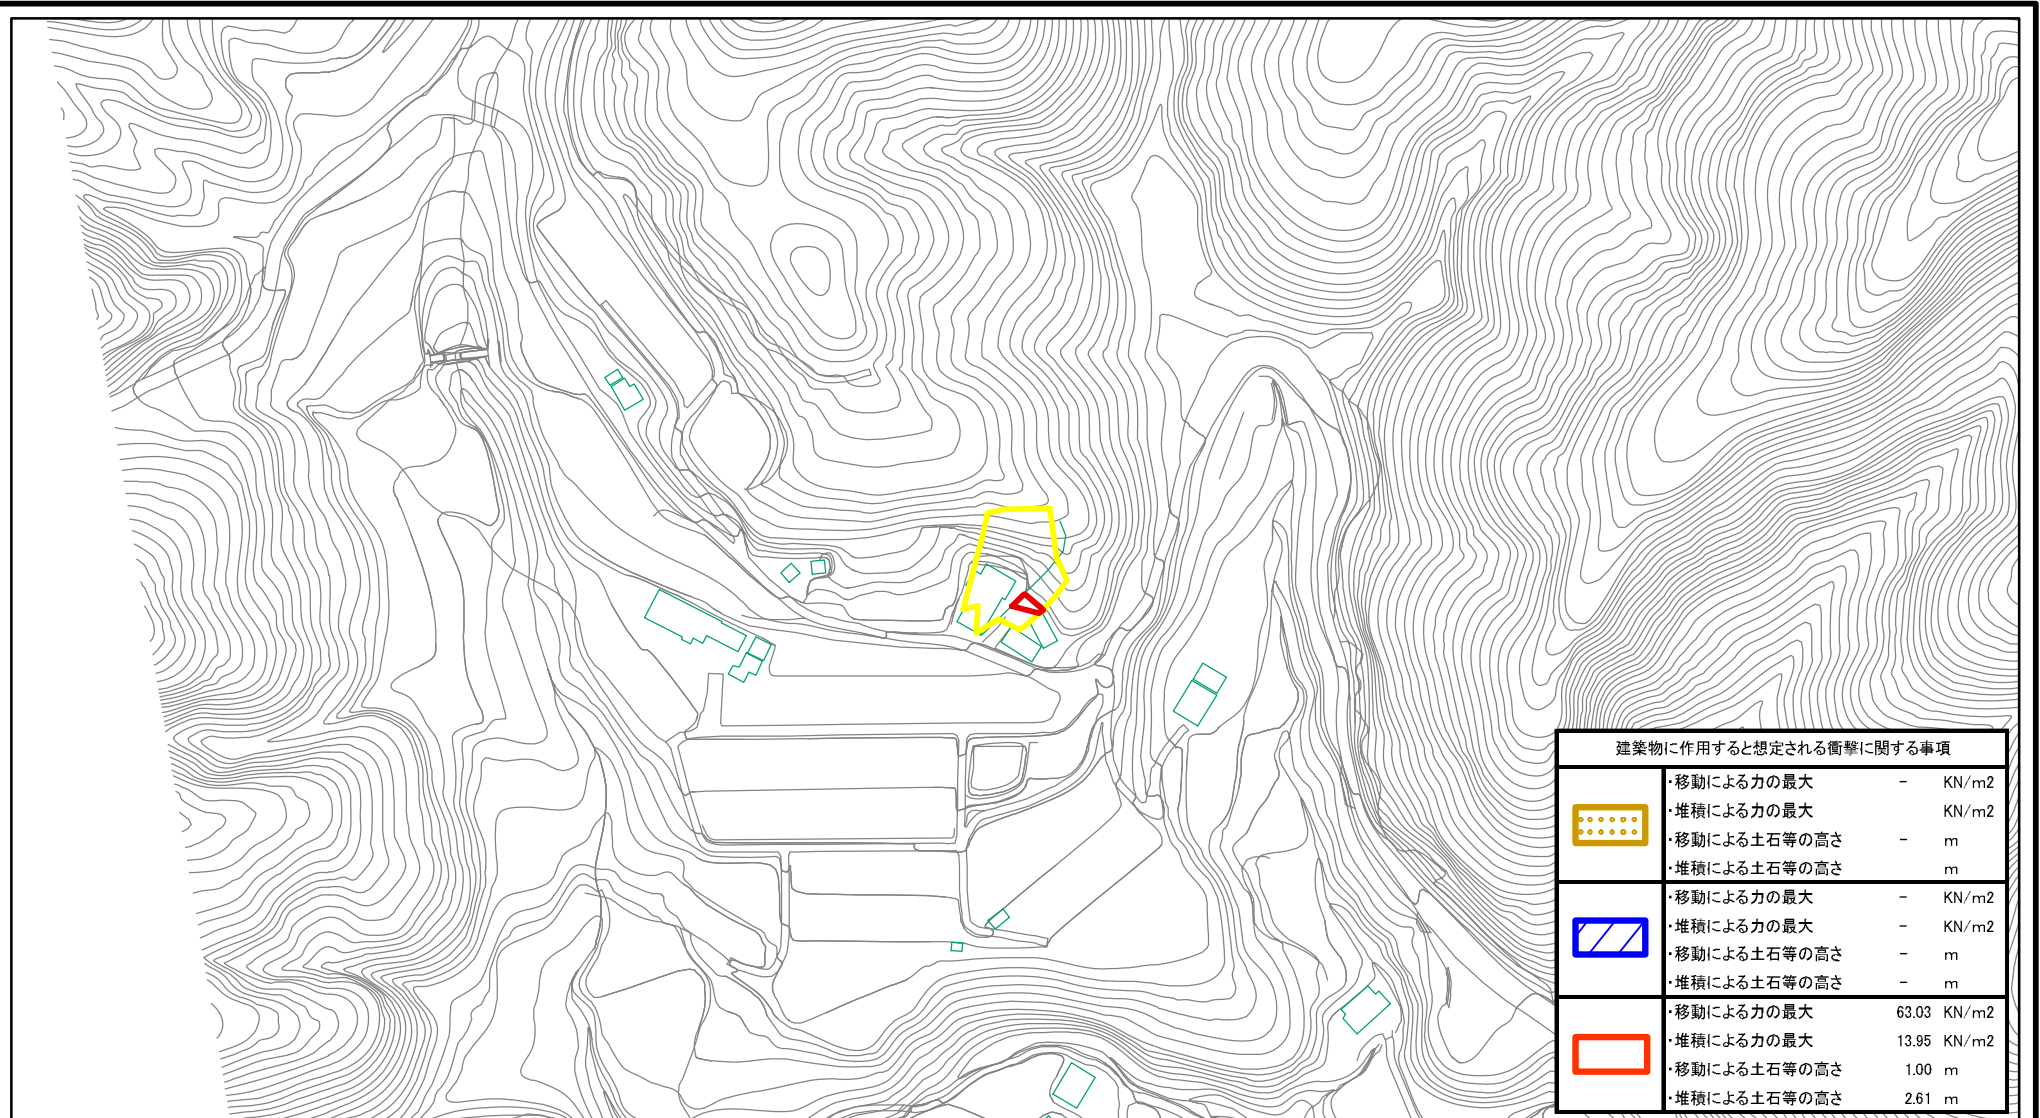 建築物に作用すると想定される衝撃に関する事項
・移動による力の最大 - KN/m2
・堆積による力の最大 KN/m2
・移動による土石等の高さ - m
・堆積による土石等の高さ m
・移動による力の最大 - KN/m2
・堆積による力の最大 - KN/m2
・移動による土石等の高さ - m
・堆積による土石等の高さ - m
・移動による力の最大 63.03 KN/m2
・堆積による力の最大 13.95 KN/m2
・移動による土石等の高さ 1.00 m
・堆積による土石等の高さ 2.61 m